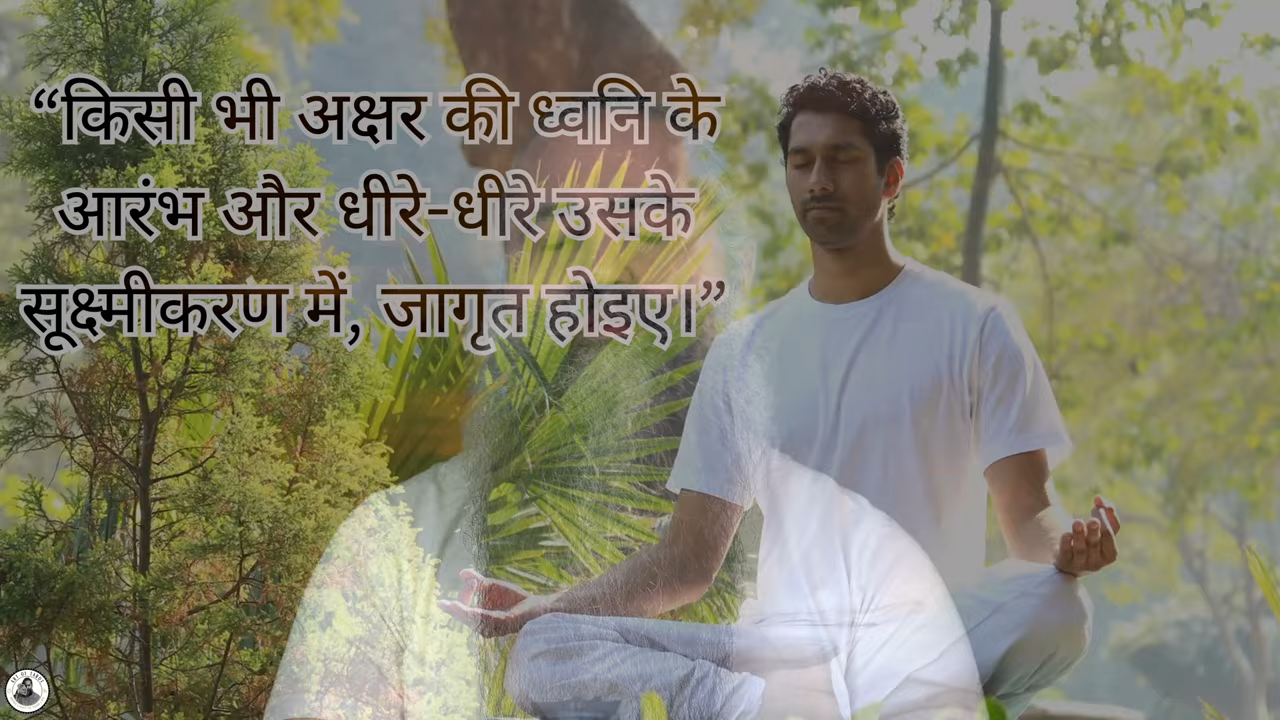 “किसी भी अक्षर की ध्वनि के
आरंभ और धीरे-धीरे उसके
सूक्ष्मीकरण में, जागृत होइए।”